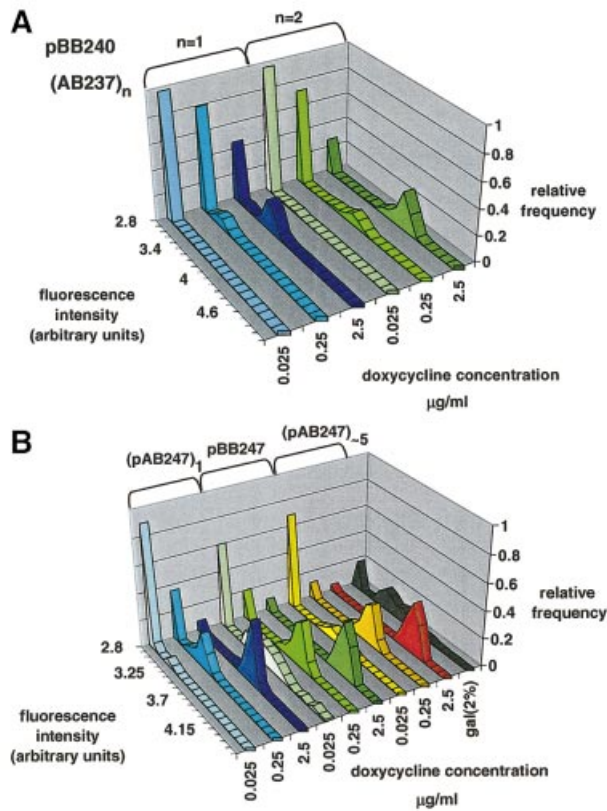 A
pBB240
(AB237)n
n=1
n=2
1
0.8
0.6
0.4
0.2
0
relative
frequency
2.8
3.4
4
4.6
fluorescence
intensity
(arbitrary units)
0.025
0.25
2.5
0.025
0.25
2.5
doxycycline concentration
µg/ml
B
(pAB247)1
pBB247
(pAB247)~5
1
0.8
0.6
0.4
0.2
0
relative
frequency
2.8
3.25
3.7
4.15
fluorescence
intensity
(arbitrary units)
0.025
0.25
2.5
0.025
0.25
2.5
0.025
0.25
2.5
gal(2%)
doxycycline concentration
µg/ml